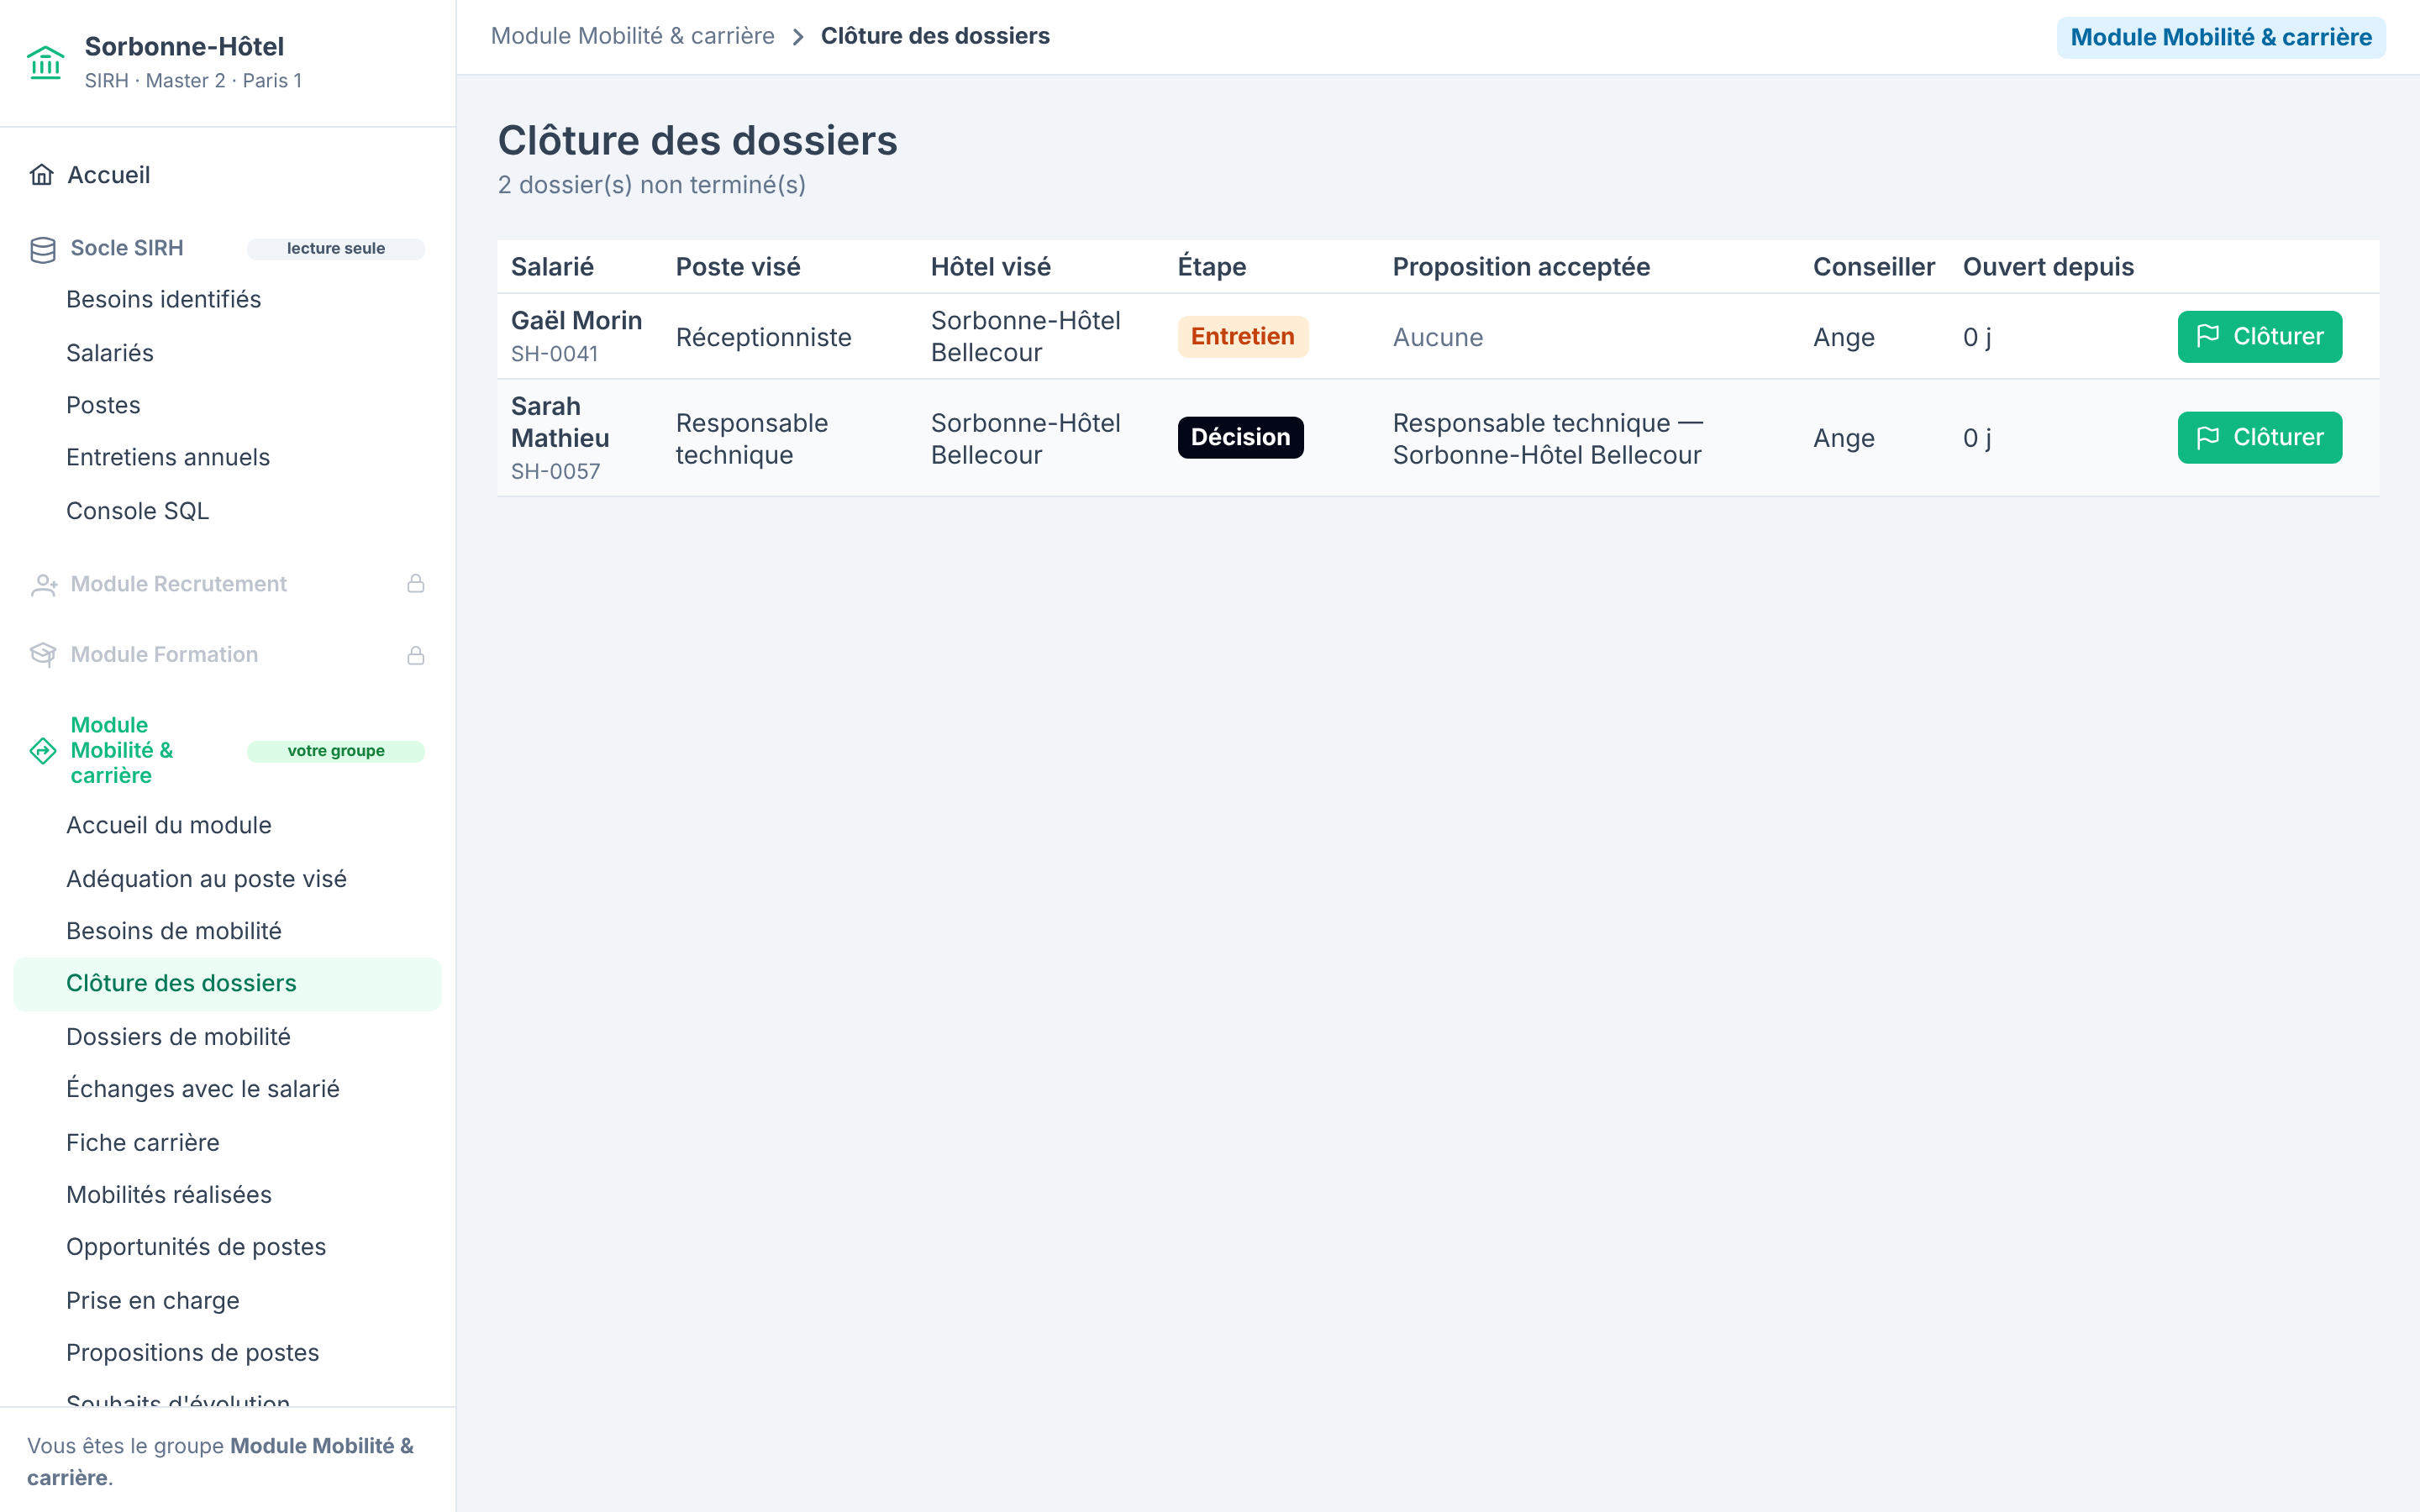 Sorbonne-Hôtel
SIRH · Master 2 · Paris 1
Accueil
Socle SIRH
lecture seule
Besoins identifiés
Salariés
Postes
Entretiens annuels
Console SQL
Module Recrutement
Module Formation
Module
Mobilité &
carrière
votre groupe
Accueil du module
Adéquation au poste visé
Besoins de mobilité
Clôture des dossiers
Dossiers de mobilité
Échanges avec le salarié
Fiche carrière
Mobilités réalisées
Opportunités de postes
Prise en charge
Propositions de postes
Souhaits d'évolution
Vous êtes le groupe Module Mobilité &
carrière.
Module Mobilité & carrière > Clôture des dossiers
Module Mobilité & carrière
Clôture des dossiers
2 dossier(s) non terminé(s)
Salarié Poste visé Hôtel visé Étape Proposition acceptée Conseiller Ouvert depuis
Gaël Morin
SH-0041
Réceptionniste
Sorbonne-Hôtel
Bellecour
Entretien
Aucune
Ange
0 j
Clôturer
Sarah
Mathieu
SH-0057
Responsable
technique
Sorbonne-Hôtel
Bellecour
Décision
Responsable technique —
Sorbonne-Hôtel Bellecour
Ange
0 j
Clôturer